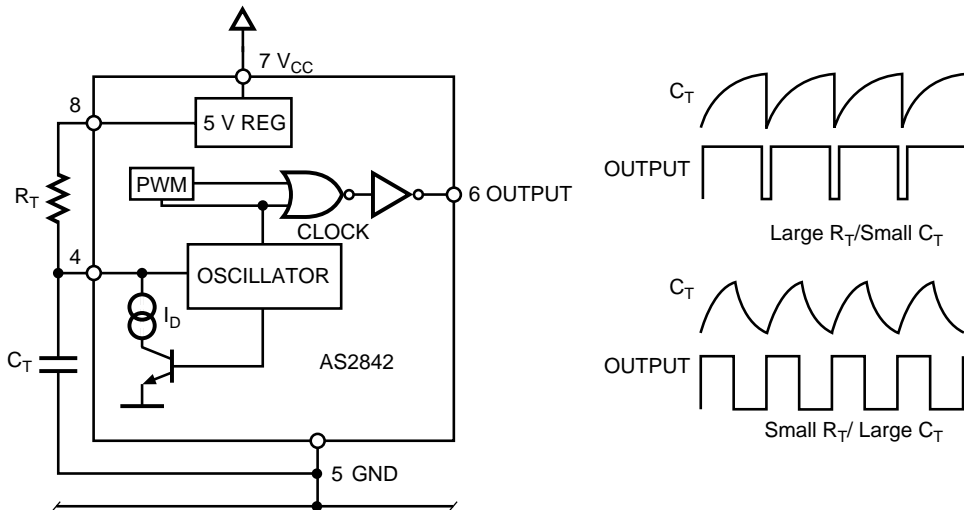 7 V_CC
8
5 V REG
R_T
PWM
6 OUTPUT
CLOCK
4
OSCILLATOR
I_D
C_T
AS2842
5 GND
C_T
OUTPUT
Large R_T/Small C_T
C_T
OUTPUT
Small R_T/ Large C_T